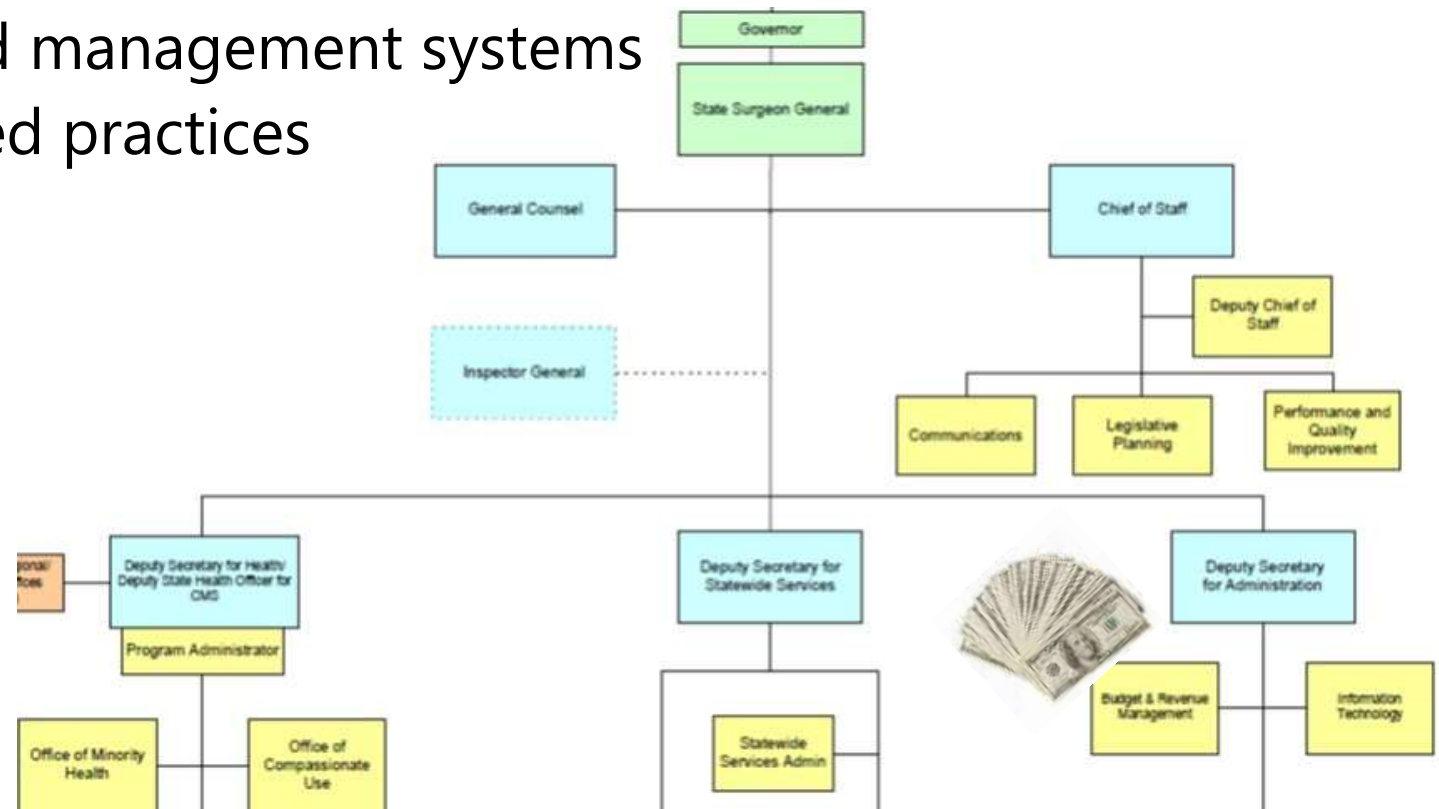 d management systems
ed practices
Governor
State Surgeon General
General Counsel
Chief of Staff
Deputy Chief of
Staff
Inspector General
Communications
Legislative
Planning
Performance and
Quality
Improvement
Deputy Secretary for Health/
Deputy State Health Officer for
CMS
Program Administrator
Deputy Secretary for
Statewide Services
Deputy Secretary
for Administration
Budget & Revenue
Management
Information
Technology
Office of Minority
Health
Office of
Compassionate
Use
Statewide
Services Admin